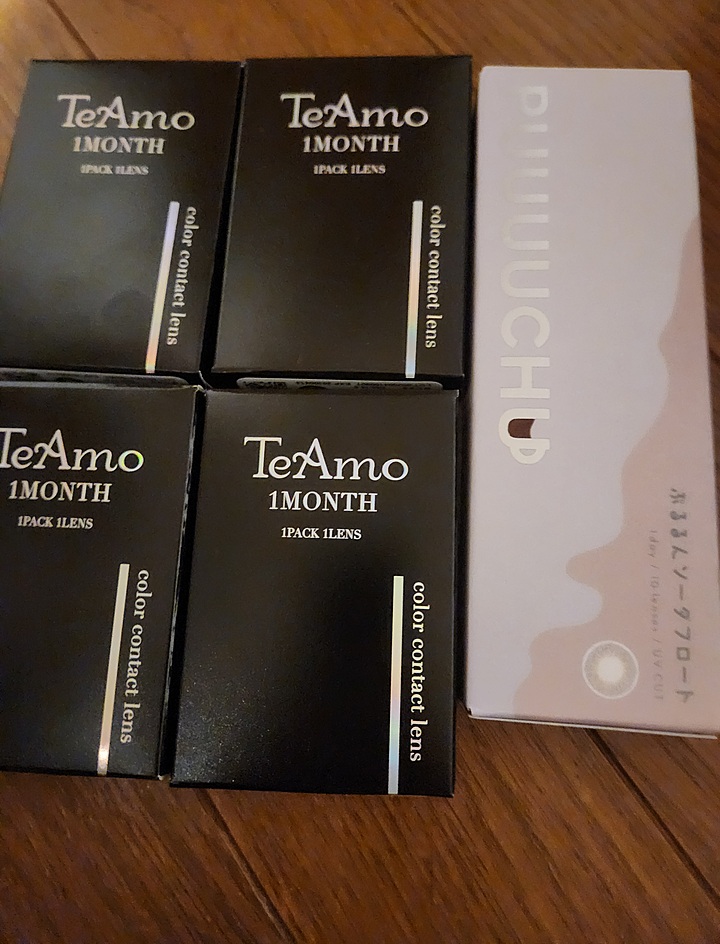 TeAmo
1MONTH
1PACK 1LENS
color contact lens
TeAmo
1MONTH
1PACK 1LENS
color contact lens
TeAmo
1MONTH
1PACK 1LENS
color contact lens
TeAmo
1MONTH
1PACK 1LENS
color contact lens
PUUUUCHU
ぷるるんソーダフロート
1day / 10 lenses / UV CUT